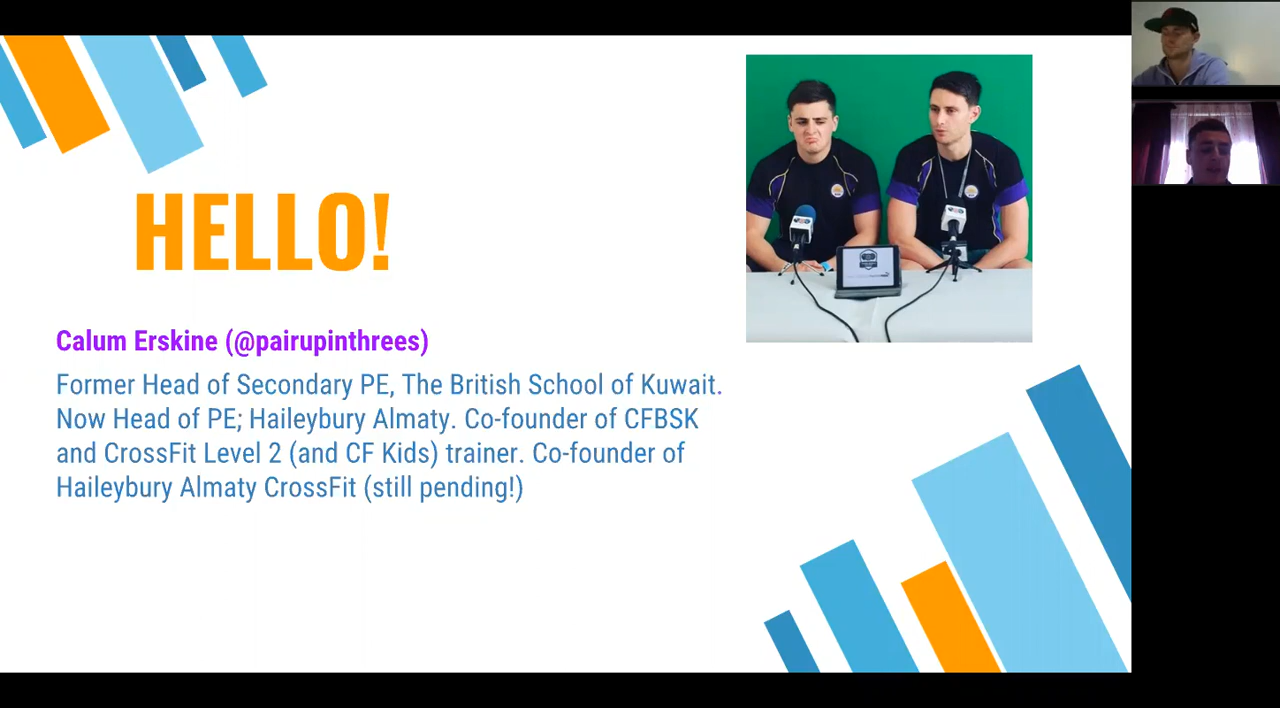 HELLO!
Calum Erskine (@pairupinthrees)
Former Head of Secondary PE, The British School of Kuwait.
Now Head of PE; Haileybury Almaty. Co-founder of CFBSK
and CrossFit Level 2 (and CF Kids) trainer. Co-founder of
Haileybury Almaty CrossFit (still pending!)